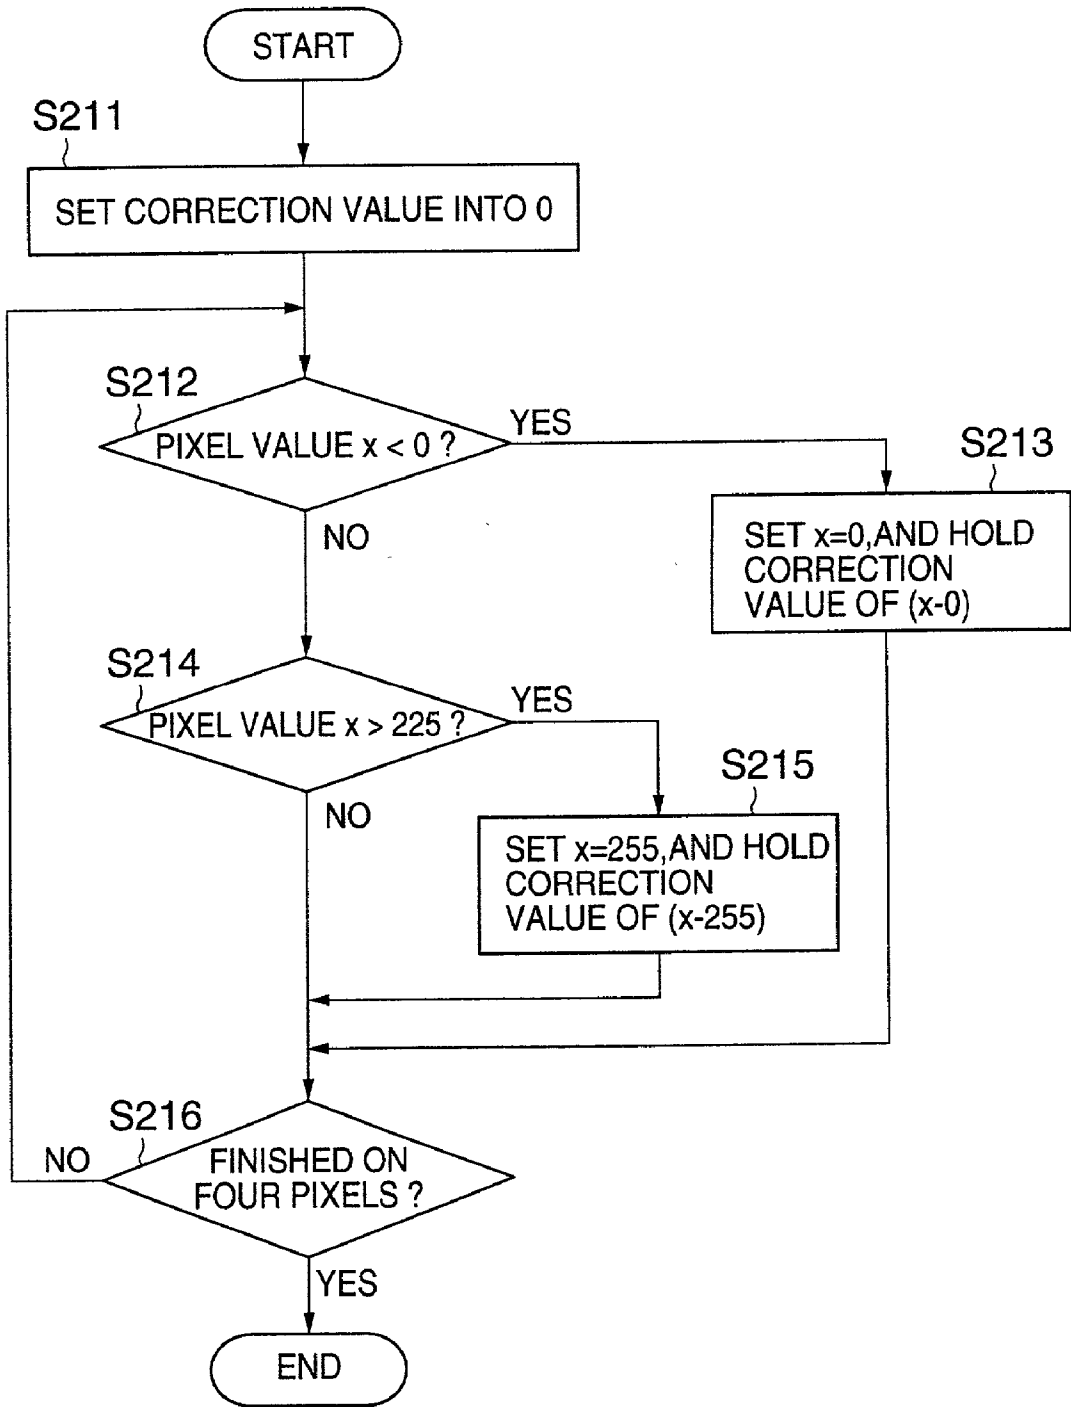 START
S211
SET CORRECTION VALUE INTO 0
S212
PIXEL VALUE x < 0 ?
YES
NO
S213
SET x=0,AND HOLD
CORRECTION
VALUE OF (x-0)
S214
PIXEL VALUE x > 225 ?
YES
NO
S215
SET x=255,AND HOLD
CORRECTION
VALUE OF (x-255)
S216
NO
FINISHED ON
FOUR PIXELS ?
YES
END